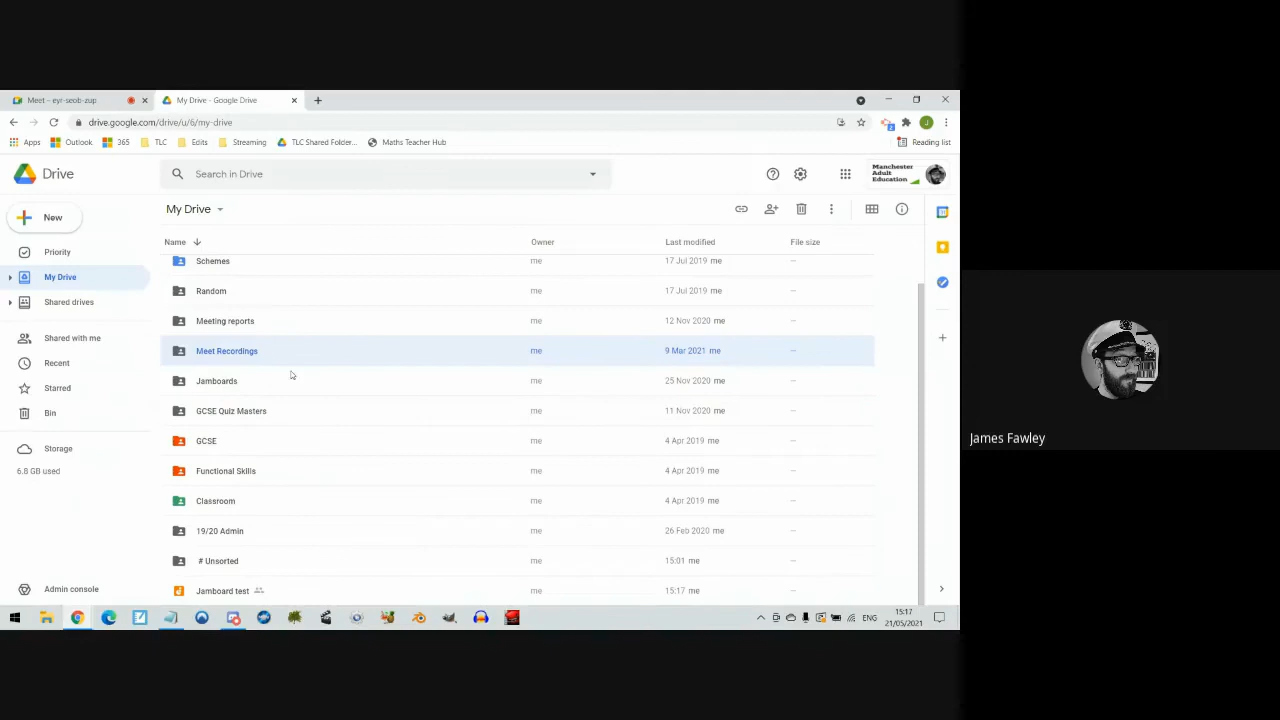 Meet – eyr-seob-zup
My Drive - Google Drive
drive.google.com/drive/u/6/my-drive
Apps Outlook 365 TLC Edits Streaming TLC Shared Folder... Maths Teacher Hub Reading list
Drive
Search in Drive
Manchester
Adult
Education
New
My Drive
Name Owner Last modified File size
Priority
My Drive
Shared drives
Shared with me
Recent
Starred
Bin
Storage
6.8 GB used
Admin console
Schemes me 17 Jul 2019 me –
Random me 17 Jul 2019 me –
Meeting reports me 12 Nov 2020 me –
Meet Recordings me 9 Mar 2021 me –
Jamboards me 25 Nov 2020 me –
GCSE Quiz Masters me 11 Nov 2020 me –
GCSE me 4 Apr 2019 me –
Functional Skills me 4 Apr 2019 me –
Classroom me 4 Apr 2019 me –
19/20 Admin me 26 Feb 2020 me –
# Unsorted me 15:01 me –
Jamboard test me 15:17 me –
ENG
15:17
21/05/2021
James Fawley